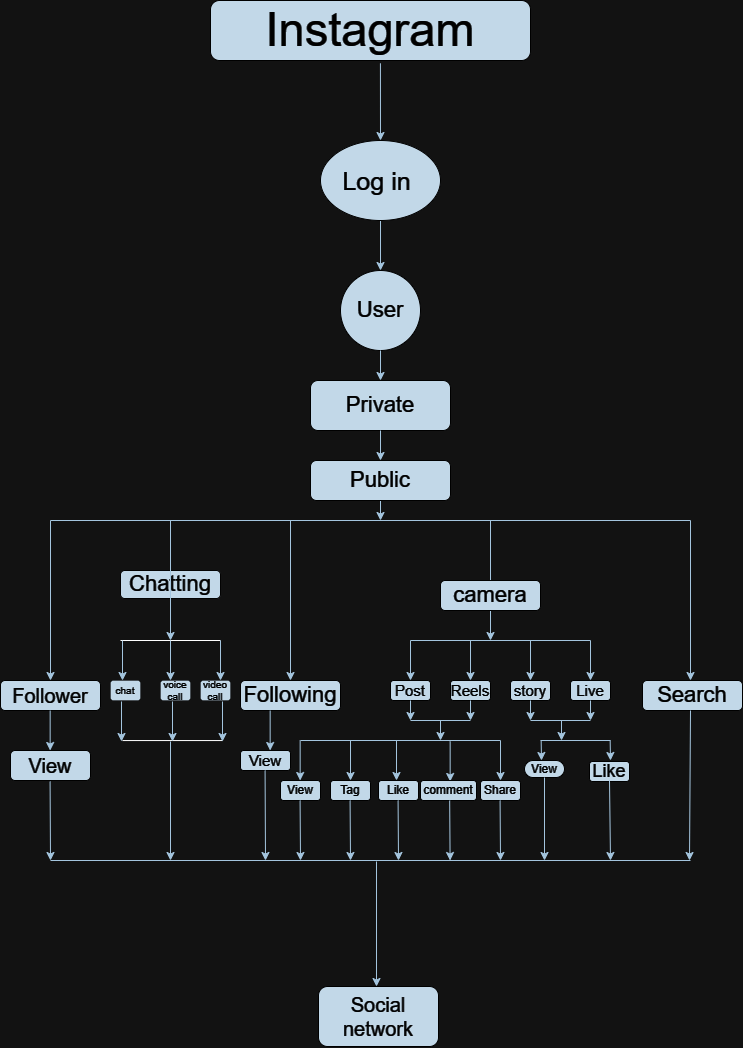 Instagram
Log in
User
Private
Public
Chatting
camera
Follower
chat
voice
call
video
call
Following
Post
Reels
story
Live
Search
View
View
View
Tag
Like
comment
Share
View
Like
Social
network